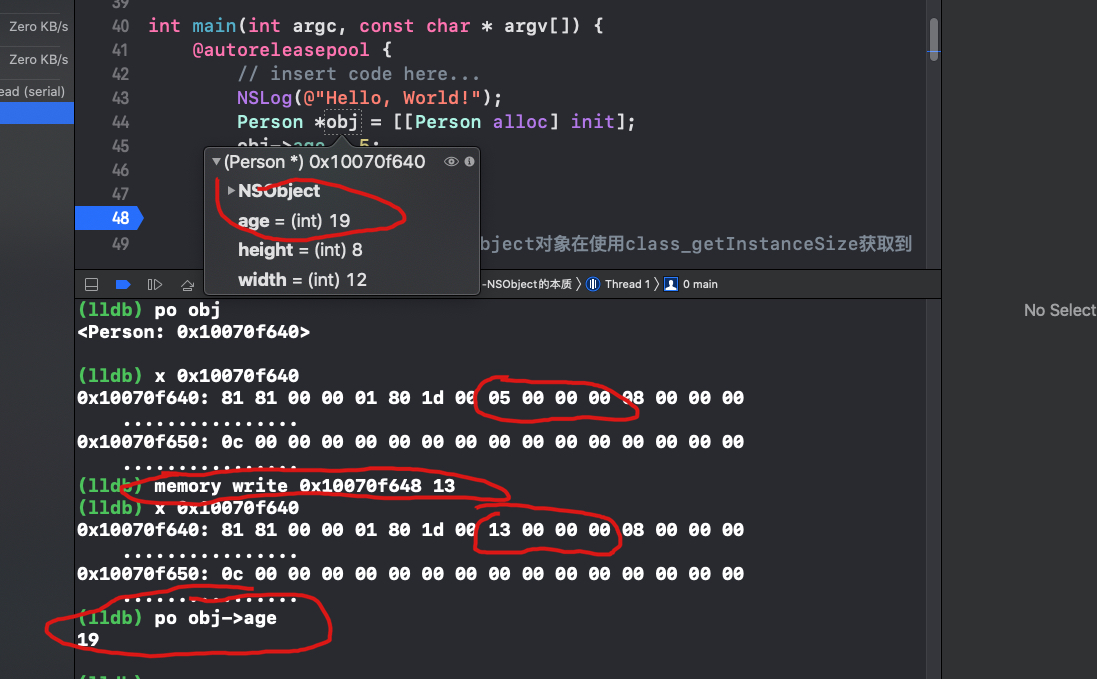 39
Zero KB/s
40 int main(int argc, const char * argv[]) {
41 @autoreleasepool {
Zero KB/s
42 // insert code here...
ead (serial)
43 NSLog(@"Hello, World!");
44 Person *obj = [[Person alloc] init];
45 obj->age 5;
46
(Person *) 0x10070f640
47
NSObject
48
age = (int) 19
49
bject对象在使用class_getInstanceSize获取到
height = (int) 8
width = (int) 12
-NSObject的本质 〉 Thread 1 〉 0 main
(lldb) po obj
<Person: 0x10070f640>
No Select
(lldb) x 0x10070f640
0x10070f640: 81 81 00 00 01 80 1d 00 05 00 00 00 08 00 00 00
................
0x10070f650: 0c 00 00 00 00 00 00 00 00 00 00 00 00 00 00 00
................
(lldb) memory write 0x10070f648 13
(lldb) x 0x10070f640
0x10070f640: 81 81 00 00 01 80 1d 00 13 00 00 00 08 00 00 00
................
0x10070f650: 0c 00 00 00 00 00 00 00 00 00 00 00 00 00 00 00
................
(lldb) po obj->age
19
(lldb)